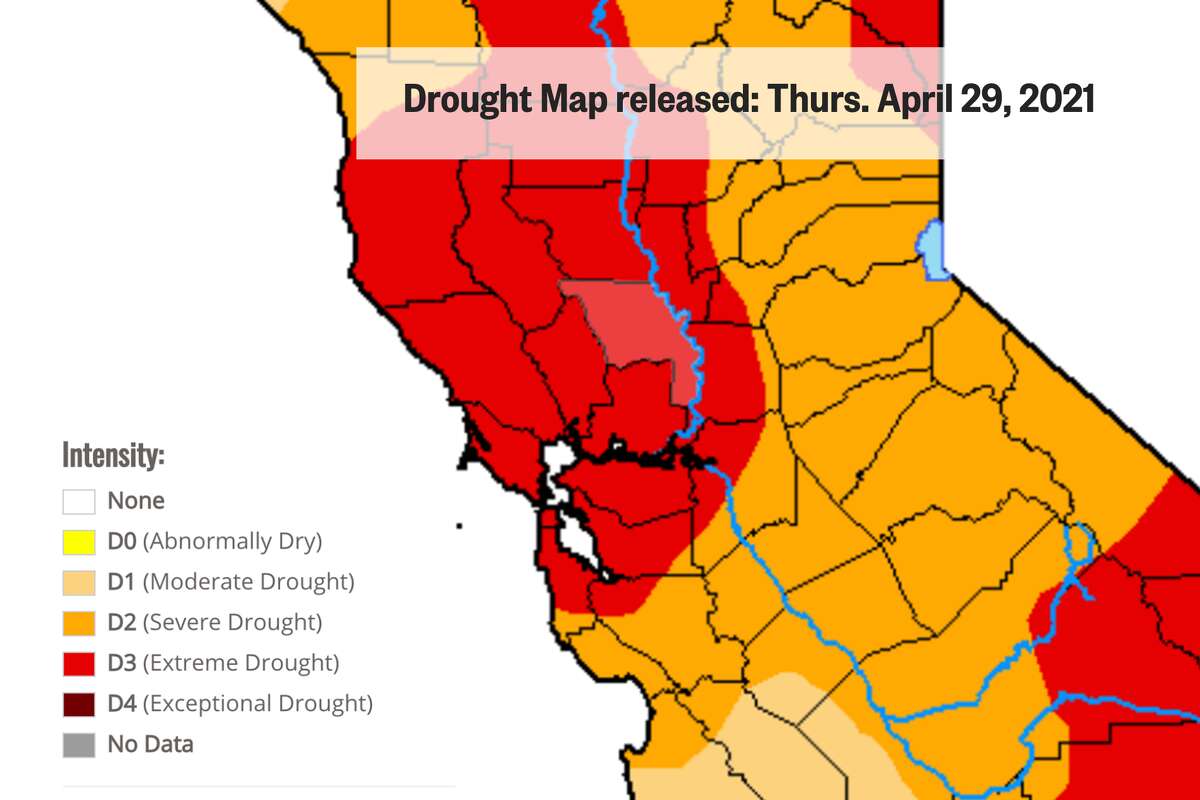 Drought Map released: Thurs. April 29, 2021
Intensity:
None
D0 (Abnormally Dry)
D1 (Moderate Drought)
D2 (Severe Drought)
D3 (Extreme Drought)
D4 (Exceptional Drought)
No Data